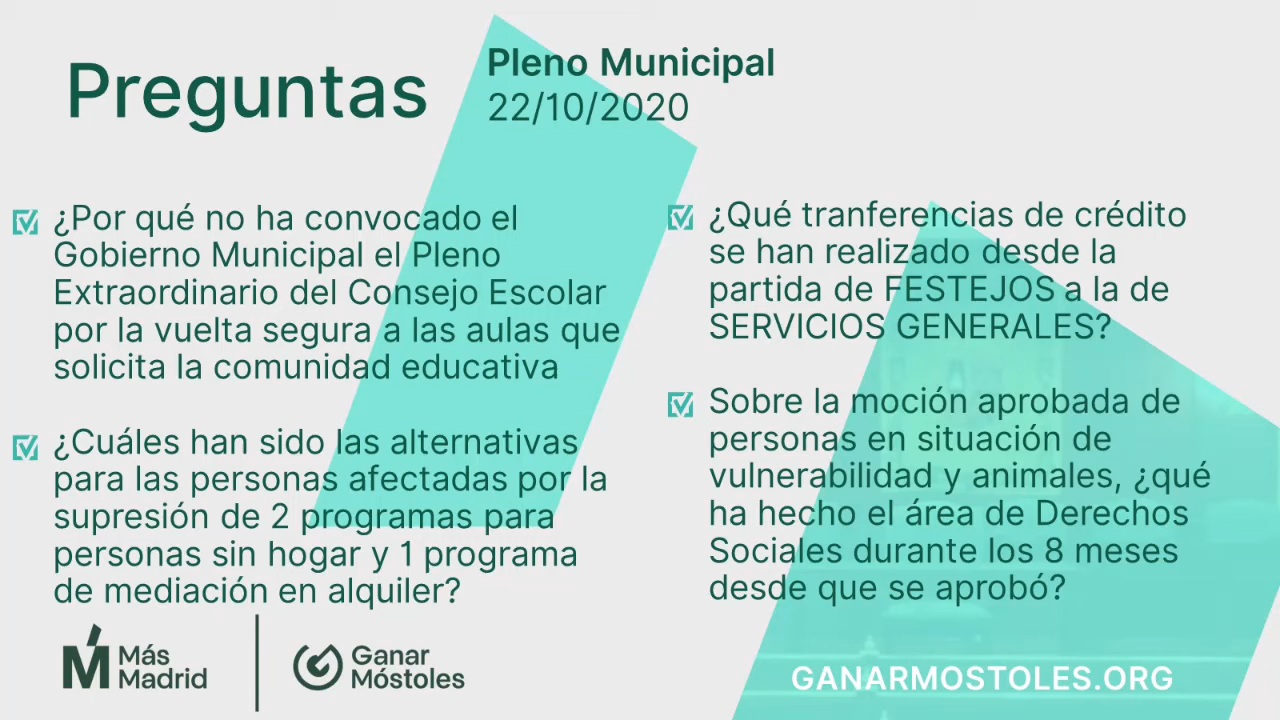 Preguntas
Pleno Municipal
22/10/2020
¿Por qué no ha convocado el
Gobierno Municipal el Pleno
Extraordinario del Consejo Escolar
por la vuelta segura a las aulas que
solicita la comunidad educativa
¿Cuáles han sido las alternativas
para las personas afectadas por la
supresión de 2 programas para
personas sin hogar y 1 programa
de mediación en alquiler?
¿Qué tranferencias de crédito
se han realizado desde la
partida de FESTEJOS a la de
SERVICIOS GENERALES?
Sobre la moción aprobada de
personas en situación de
vulnerabilidad y animales, ¿qué
ha hecho el área de Derechos
Sociales durante los 8 meses
desde que se aprobó?
M Más
Madrid
Ganar
Móstoles
GANARMOSTOLES.ORG